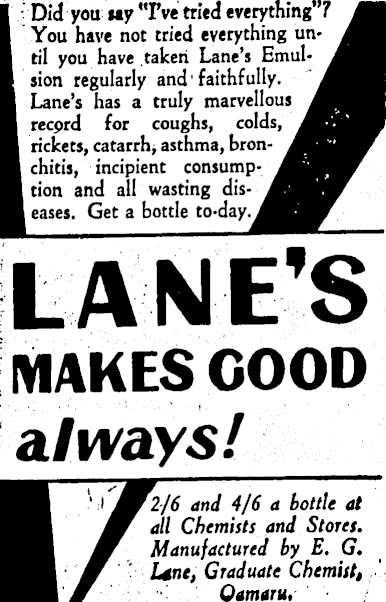 Did you say "I've tried everything"?
You have not tried everything un-
til you have taken Lane's Emul-
sion regularly and faithfully.
Lane's has a truly marvellous
record for coughs, colds,
rickets, catarrh, asthma, bron-
chitis, incipient consump-
tion and all wasting dis-
eases. Get a bottle to-day.
LANE'S
MAKES GOOD
always!
2/6 and 4/6 a bottle at
all Chemists and Stores.
Manufactured by E. G.
Lane, Graduate Chemist,
Oamaru.